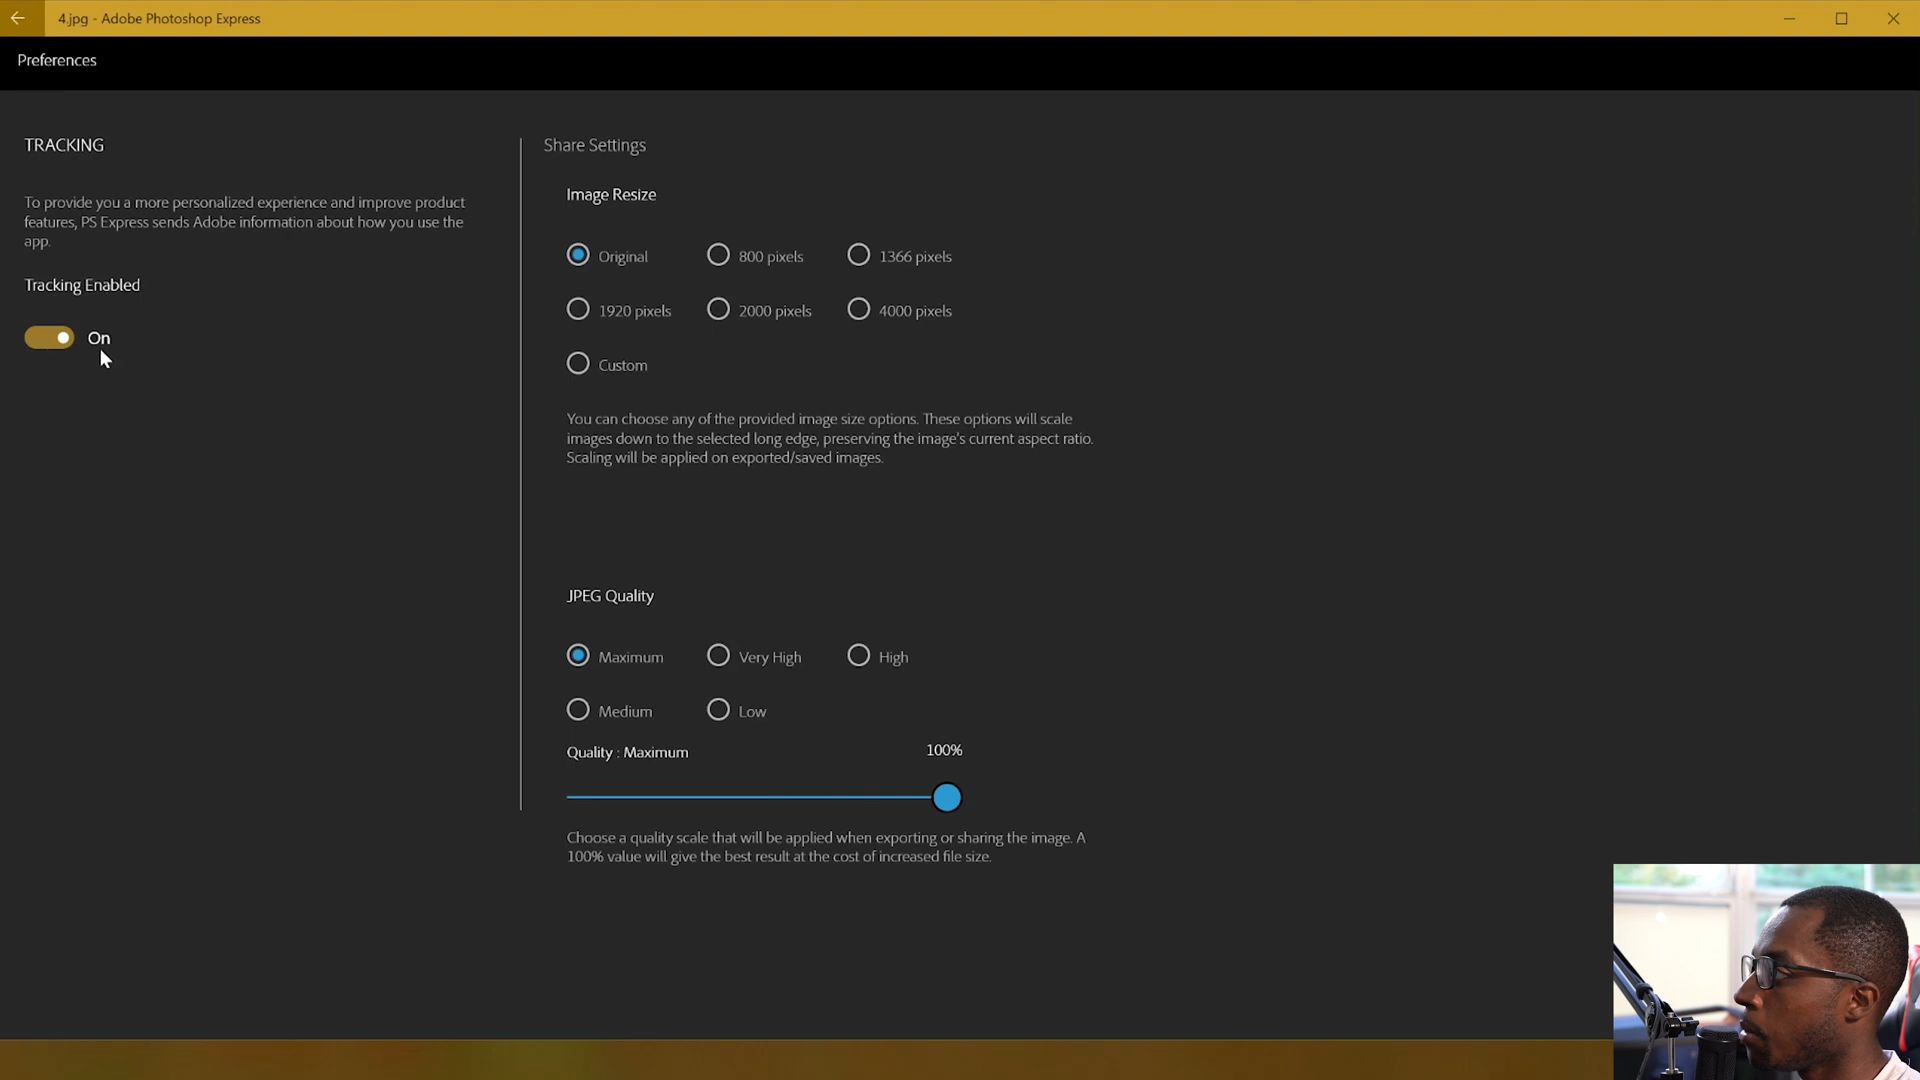 4.jpg - Adobe Photoshop Express
Preferences
TRACKING
To provide you a more personalized experience and improve product
features, PS Express sends Adobe information about how you use the
app.
Tracking Enabled
On
Share Settings
Image Resize
Original
800 pixels
1366 pixels
1920 pixels
2000 pixels
4000 pixels
Custom
You can choose any of the provided image size options. These options will scale
images down to the selected long edge, preserving the image's current aspect ratio.
Scaling will be applied on exported/saved images.
JPEG Quality
Maximum
Very High
High
Medium
Low
Quality : Maximum
100%
Choose a quality scale that will be applied when exporting or sharing the image. A
100% value will give the best result at the cost of increased file size.